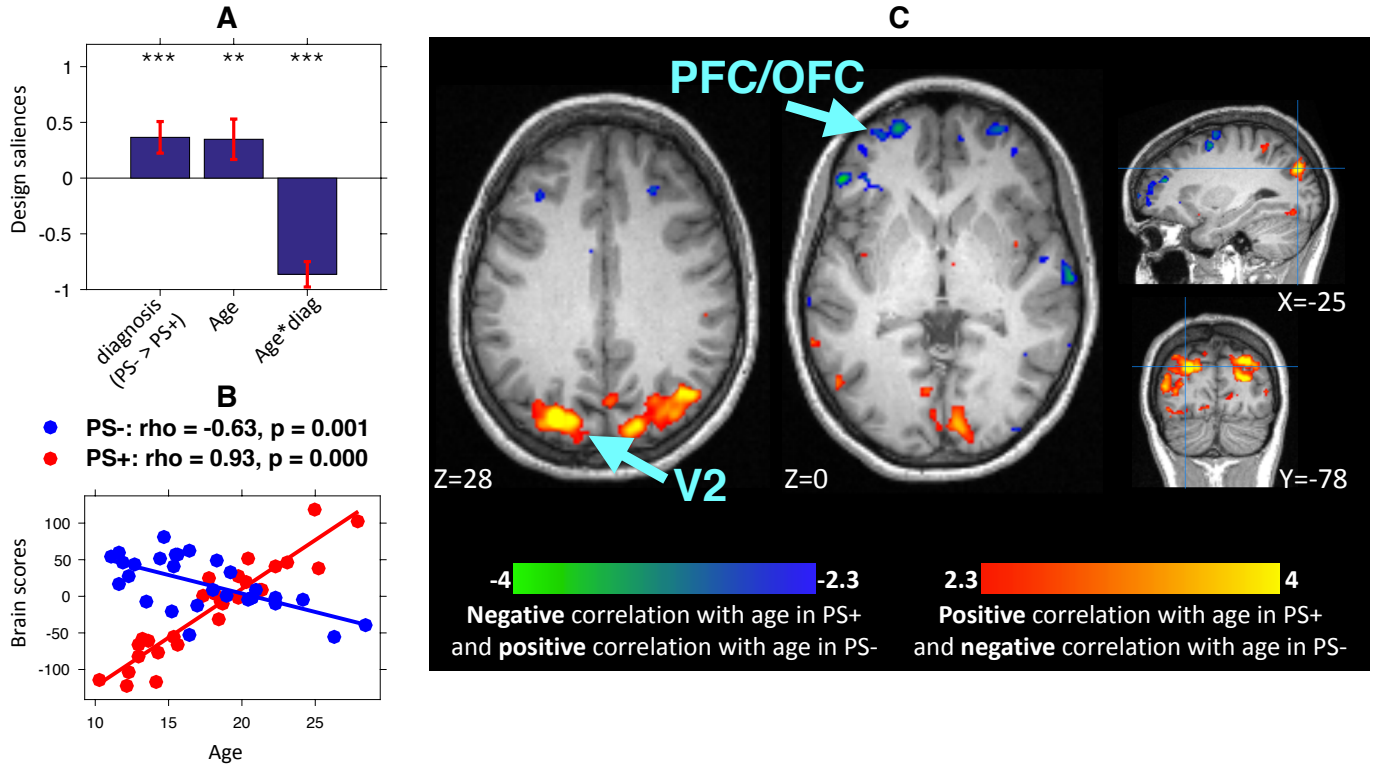 A
***
**
***
1
0.5
0
-0.5
-1
Design saliences
diagnosis
(PS- > PS+)
Age
Age*diag
B
PS-: rho = -0.63, p = 0.001
PS+: rho = 0.93, p = 0.000
100
50
0
-50
-100
Brain scores
10
15
20
25
Age
C
PFC/OFC
V2
Z=28
Z=0
X=-25
Y=-78
-4
-2.3
Negative correlation with age in PS+
and positive correlation with age in PS-
2.3
4
Positive correlation with age in PS+
and negative correlation with age in PS-